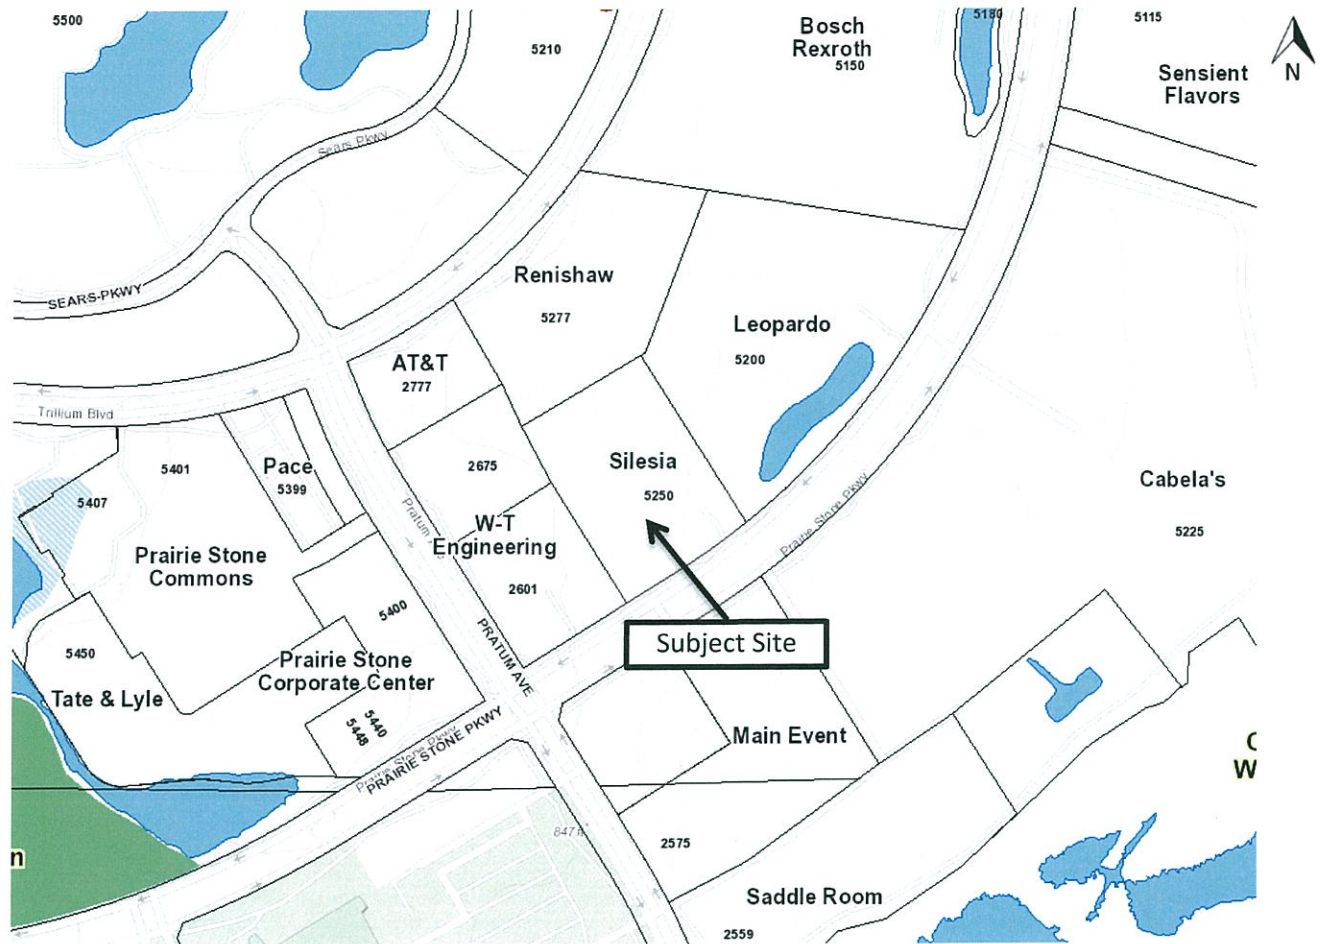 5500
5210
Bosch
Rexroth
5150
5180
5115
Sensient
Flavors
N
Sears Pkwy
SEARS PKWY
Renishaw
5277
Leopardo
5200
AT&T
2777
Trillium Blvd
5401
Pace
5399
5407
2675
Silesia
5250
Cabela's
5225
Pratum
W-T
Engineering
2601
Prairie Stone Pkwy
Prairie Stone
Commons
5400
PRATUM AVE
Subject Site
5450
Tate & Lyle
Prairie Stone
Corporate Center
5440
5448
Prairie Stone Pkwy
PRAIRIE STONE PKWY
Main Event
C
W
847 ft
2575
n
Saddle Room
2559